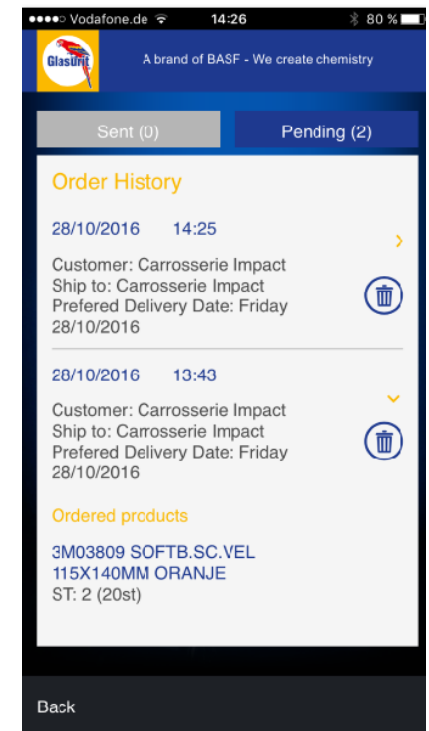 Vodafone.de 14:26 80 %
Glasurit
A brand of BASF - We create chemistry
Sent (0) Pending (2)
Order History
28/10/2016 14:25
Customer: Carrosserie Impact
Ship to: Carrosserie Impact
Prefered Delivery Date: Friday
28/10/2016
28/10/2016 13:43
Customer: Carrosserie Impact
Ship to: Carrosserie Impact
Prefered Delivery Date: Friday
28/10/2016
Ordered products
3M03809 SOFTB.SC.VEL
115X140MM ORANJE
ST: 2 (20st)
Back